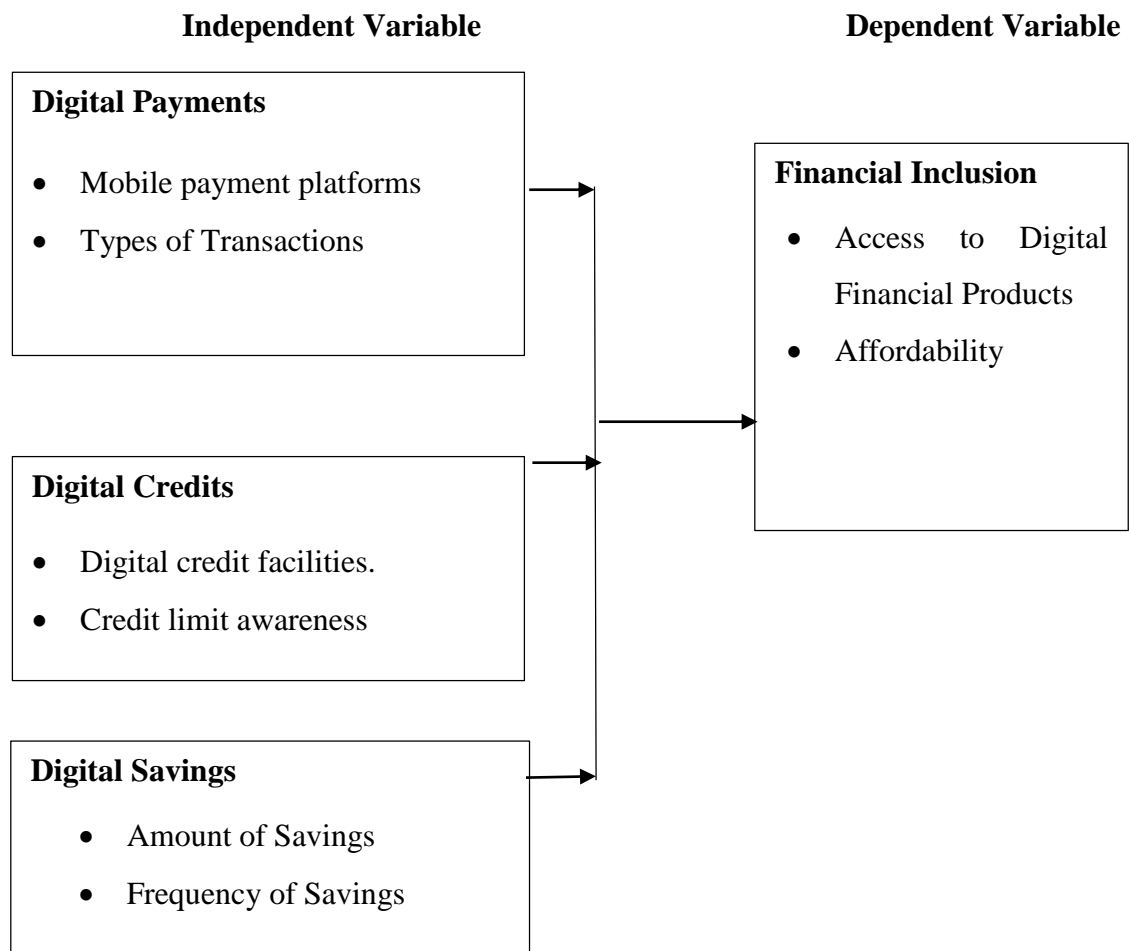 Independent Variable
Dependent Variable
Digital Payments
• Mobile payment platforms
• Types of Transactions
Financial Inclusion
• Access to Digital
Financial Products
• Affordability
Digital Credits
• Digital credit facilities.
• Credit limit awareness
Digital Savings
• Amount of Savings
• Frequency of Savings